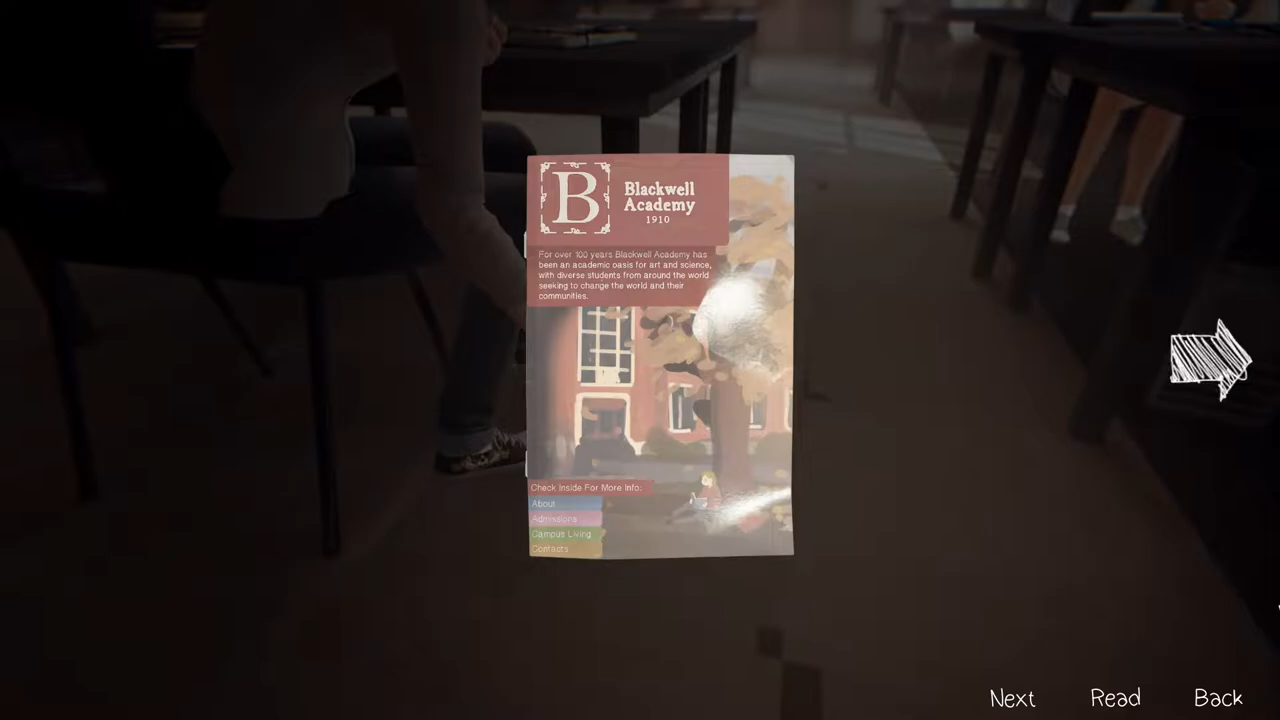 B
Blackwell
Academy
1910
For over 100 years Blackwell Academy has
been an academic oasis for art and science,
with diverse students from around the world
seeking to change the world and their
communities.
Check Inside For More Info:
About
Admissions
Campus Living
Contacts
Next Read Back